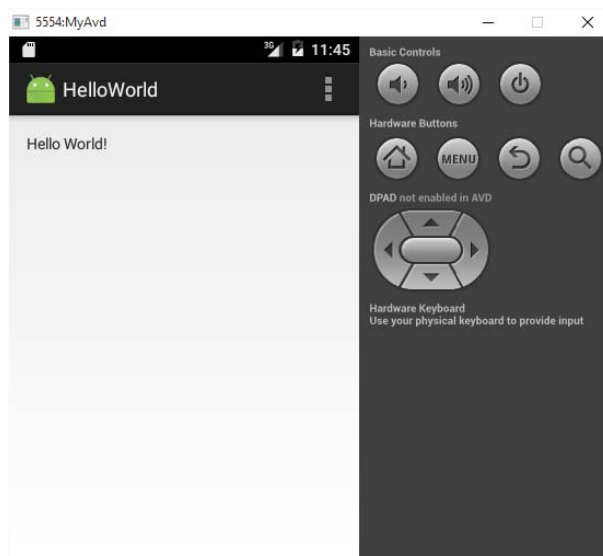 5554:MyAvd
3G 11:45
HelloWorld
Hello World!
Basic Controls
Hardware Buttons
MENU
DPAD not enabled in AVD
Hardware Keyboard
Use your physical keyboard to provide input